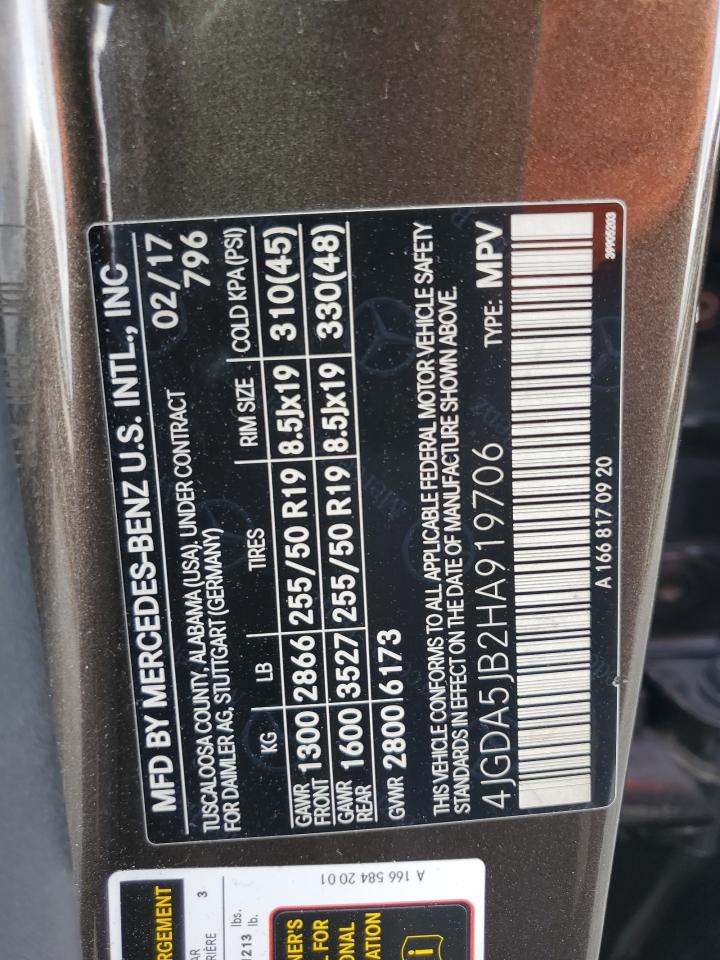 MFD BY MERCEDES-BENZ U.S. INTL., INC
TUSCALOOSA COUNTY, ALABAMA (USA), UNDER CONTRACT 02/17
FOR DAIMLER AG, STUTTGART (GERMANY) 796
KG LB TIRES RIM SIZE COLD KPA (PSI)
GAWR FRONT 1300 2866 255/50 R19 8.5Jx19 310(45)
GAWR REAR 1600 3527 255/50 R19 8.5Jx19 330(48)
GVWR 2800 6173
THIS VEHICLE CONFORMS TO ALL APPLICABLE FEDERAL MOTOR VEHICLE SAFETY
STANDARDS IN EFFECT ON THE DATE OF MANUFACTURE SHOWN ABOVE.
4JGDA5JB2HA919706 TYPE: MPV
A 166 817 09 20
39905203
A 166 584 20 01
3
lbs.
lb.